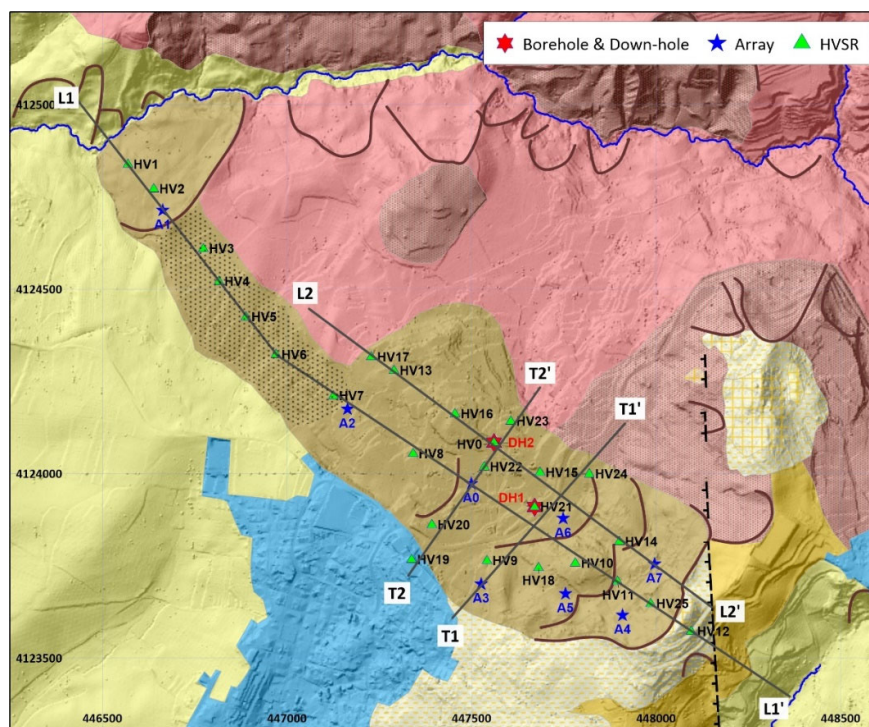 Borehole & Down-hole Array HVSR
4125000
L1
HV1
HV2
A1
HV3
4124500
HV4
L2
HV5
HV6
HV17
HV13
T2'
HV7
A2
HV16
HV23
T1'
HV0 DH2
4124000
HV8
HV22
HV15
HV24
A0
DH1
HV21
A6
HV20
HV14
HV19
HV9
HV10
A7
T2
A3
HV18
HV11
A5
HV25
L2'
T1
A4
HV12
4123500
L1'
446500 447000 447500 448000 448500